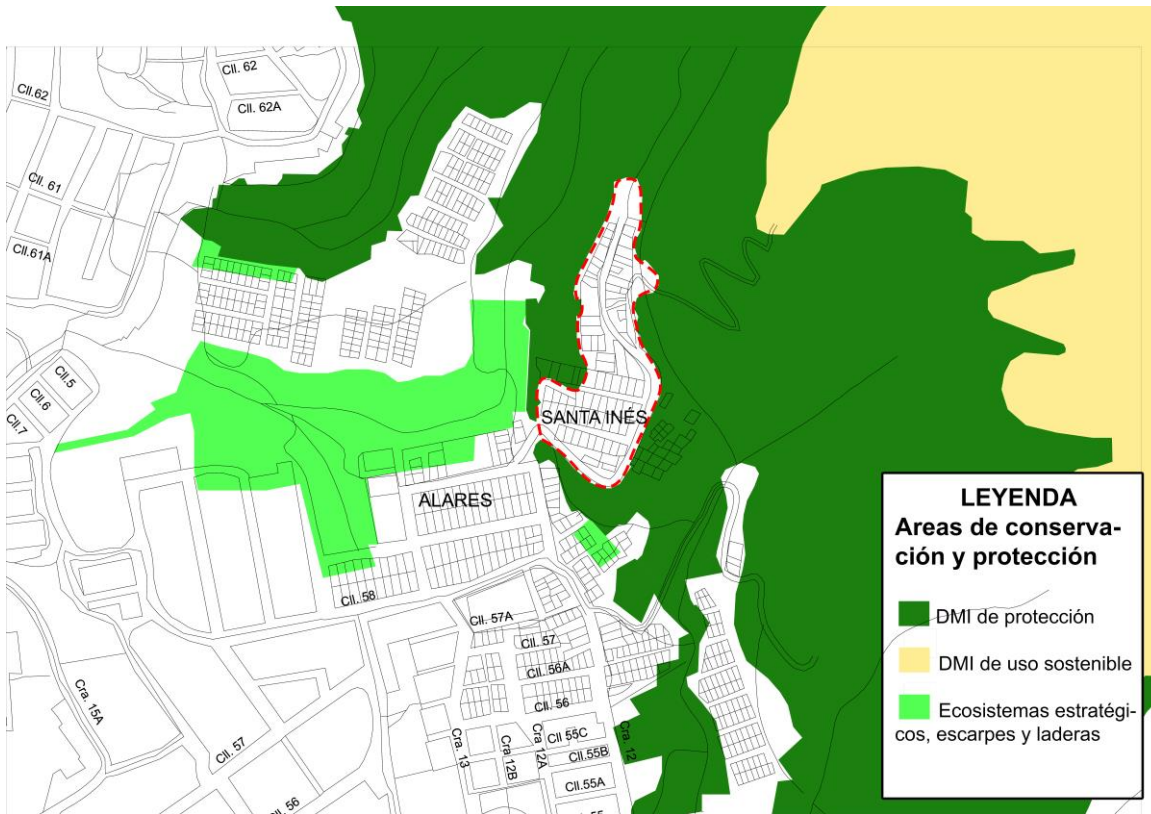 Cll. 62
Cll.62
Cll. 62A
Cll. 61
Cll.61A
Cll.5
Cll.6
Cll.7
SANTA INÉS
ALARES
Cll. 58
Cll. 57A
Cll. 57
Cll. 56A
Cll. 56
Cll 55C
Cll.55B
Cll.55A
Cra. 15A
Cll. 57
Cll. 56
Cra. 13
Cra. 12B
Cra. 12A
Cra. 12
LEYENDA
Areas de conserva-
ción y protección
DMI de protección
DMI de uso sostenible
Ecosistemas estratégi-
cos, escarpes y laderas